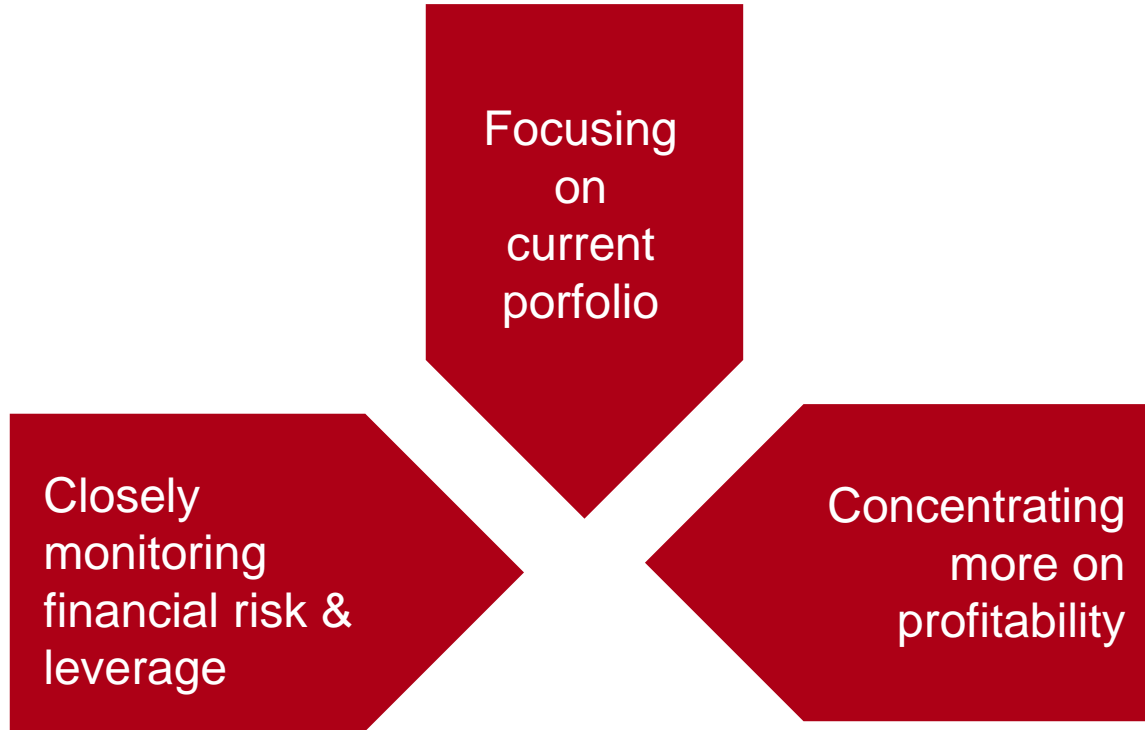 Focusing
on
current
porfolio
Closely
monitoring
financial risk &
leverage
Concentrating
more on
profitability